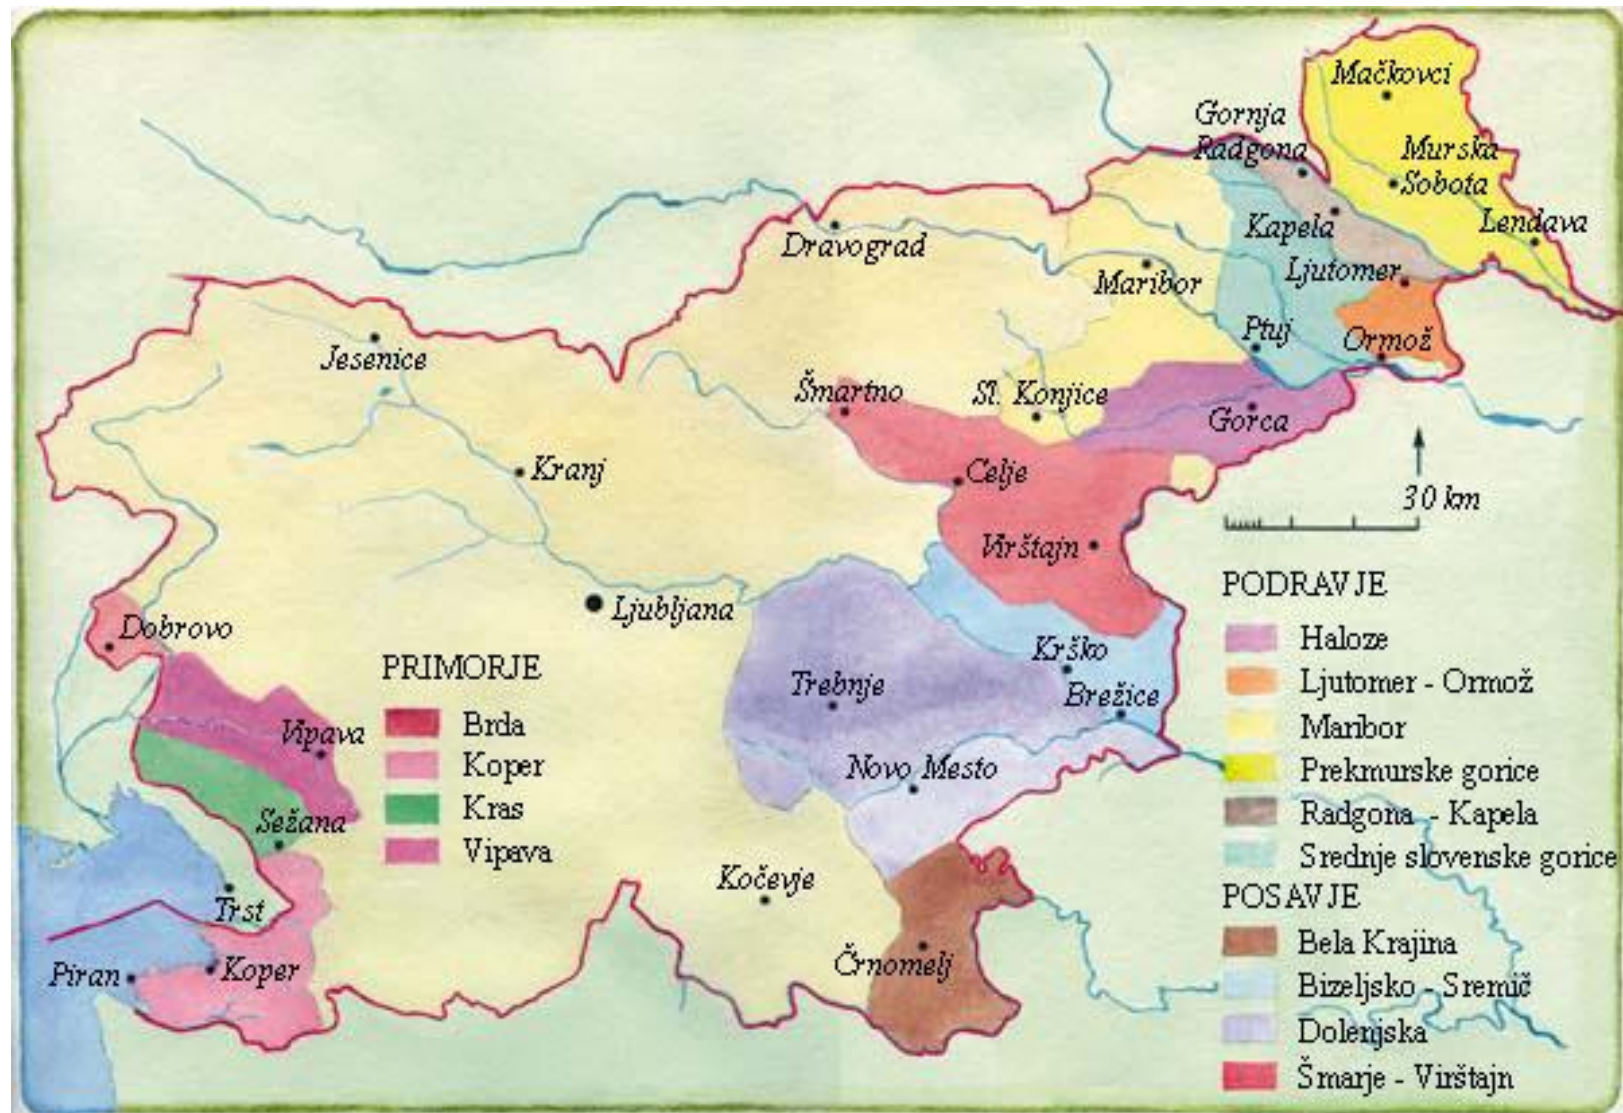 Mačkovci
Gornja
Radgona
Murska
Sobota
Kapela
Lendava
Dravograd
Maribor
Ljutomer
Jesenice
Ptuj
Ormož
Šmartno
Sl. Konjice
Gorca
Kranj
Celje
30 km
Virštajn
Ljubljana
Dobrovo
Krško
Trebnje
Brežice
Vipava
Novo Mesto
Sežana
Kočevje
Trst
Črnomelj
Piran
Koper
PRIMORJE
Brda
Koper
Kras
Vipava
PODRAVJE
Haloze
Ljutomer - Ormož
Maribor
Prekmurske gorice
Radgona - Kapela
Srednje slovenske gorice
POSAVJE
Bela Krajina
Bizeljsko - Sremič
Dolenjska
Šmarje - Virštajn